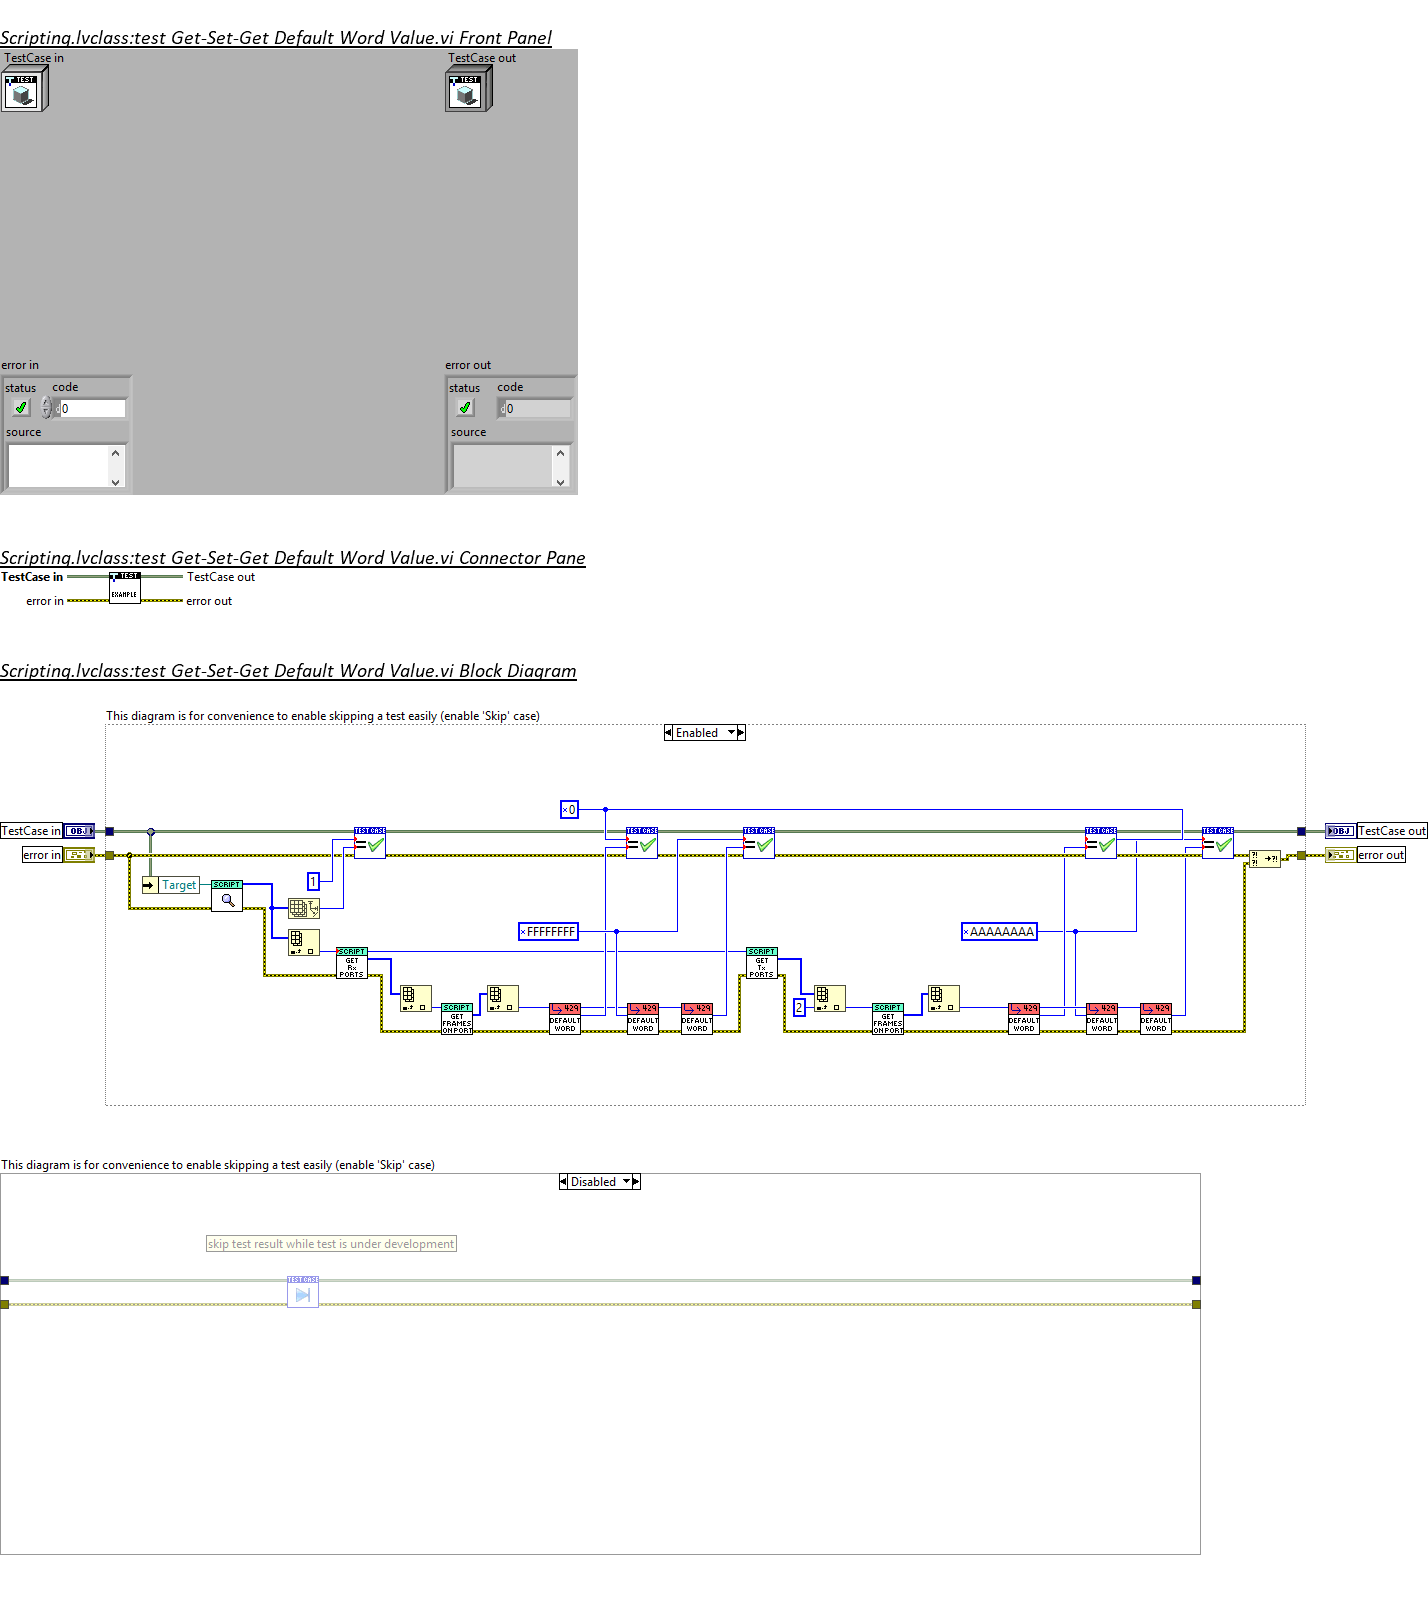 Scripting.lvclass:test Get-Set-Get Default Word Value.vi Front Panel
TestCase in
TestCase out
TEST
TEST
error in
error out
status
code
status
code
d 0
d 0
source
source
Scripting.lvclass:test Get-Set-Get Default Word Value.vi Connector Pane
TestCase in
TEST
TestCase out
error in
EXAMPLE
error out
Scripting.lvclass:test Get-Set-Get Default Word Value.vi Block Diagram
This diagram is for convenience to enable skipping a test easily (enable 'Skip' case)
Enabled
x0
TestCase in
OBJ
TEST CASE
TEST CASE
TEST CASE
TEST CASE
TEST CASE
OBJ
TestCase out
error in
error out
Target
SCRIPT
1
xFFFFFFFF
xAAAAAAAA
SCRIPT
GET
Rx
PORTS
SCRIPT
GET
Tx
PORTS
SCRIPT
GET
FRAMES
ON PORT
429
DEFAULT
WORD
429
DEFAULT
WORD
429
DEFAULT
WORD
2
SCRIPT
GET
FRAMES
ON PORT
429
DEFAULT
WORD
429
DEFAULT
WORD
429
DEFAULT
WORD
This diagram is for convenience to enable skipping a test easily (enable 'Skip' case)
Disabled
skip test result while test is under development
TEST CASE